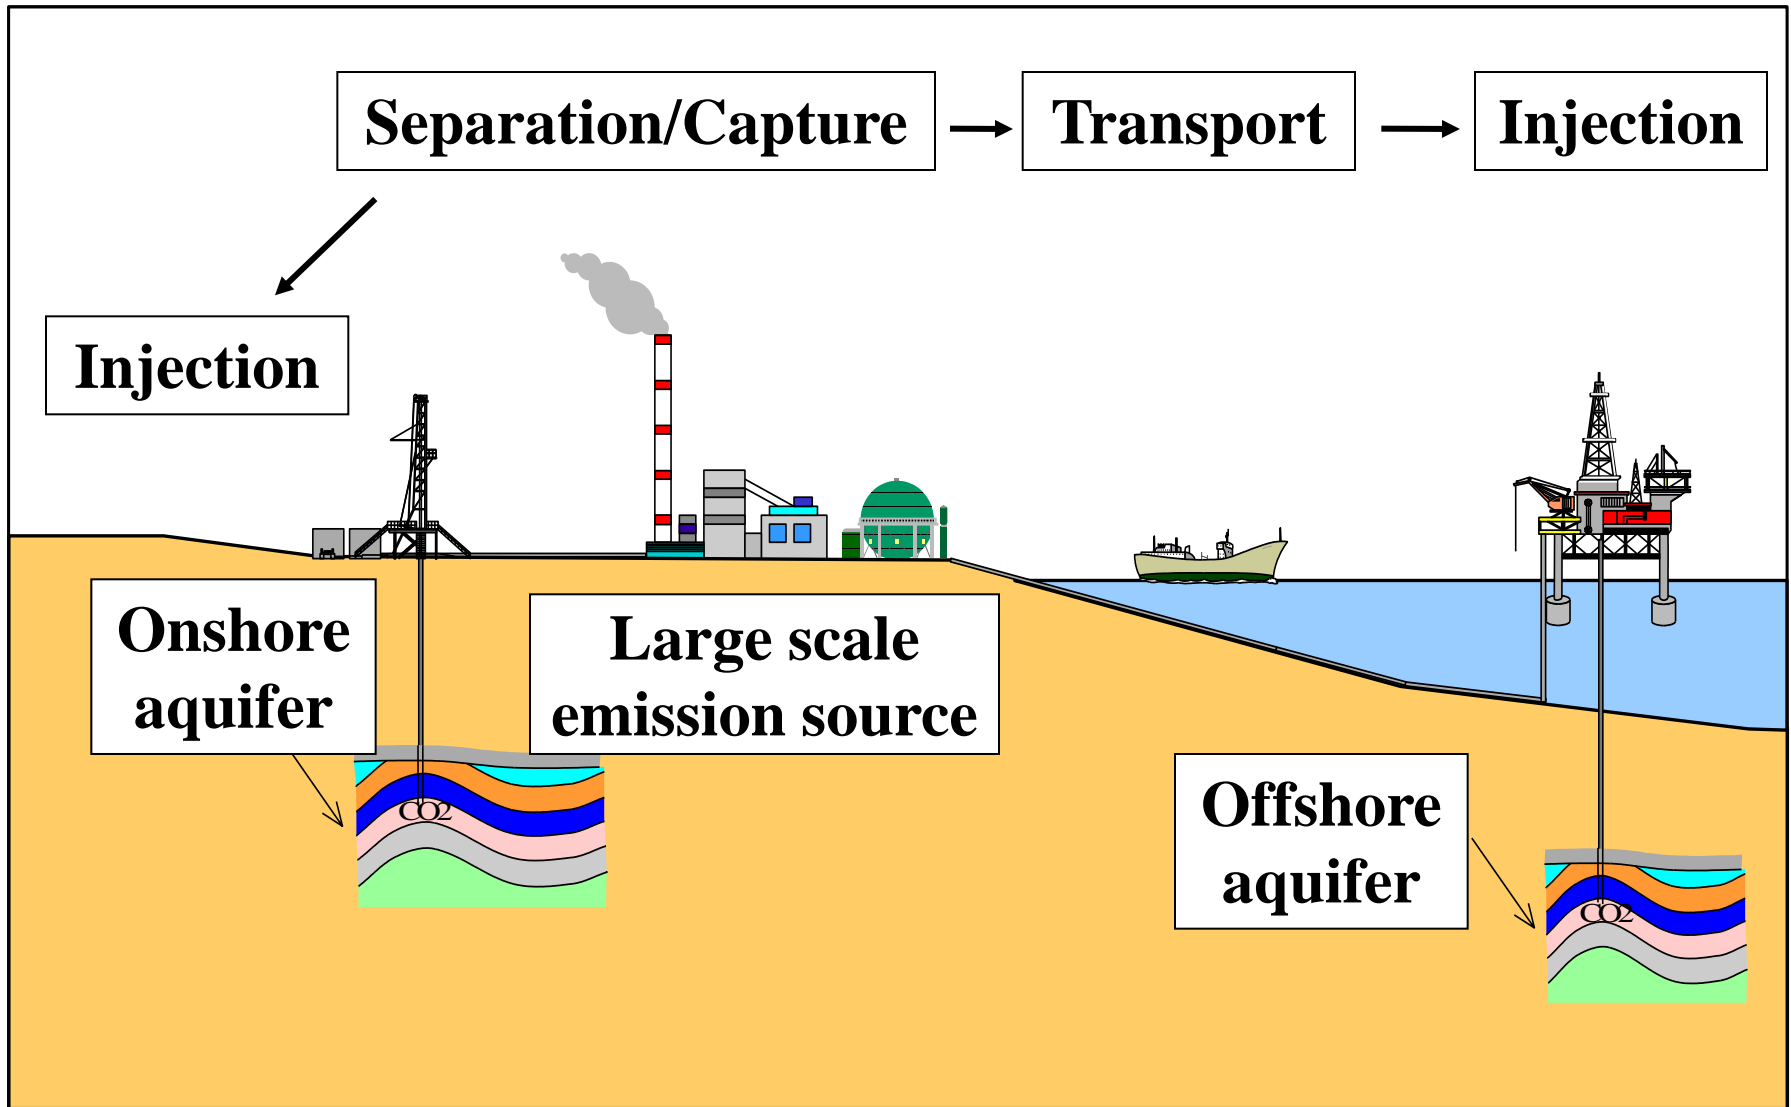 Separation/Capture
Transport
Injection
Injection
Onshore
aquifer
Large scale
emission source
CO2
Offshore
aquifer
CO2